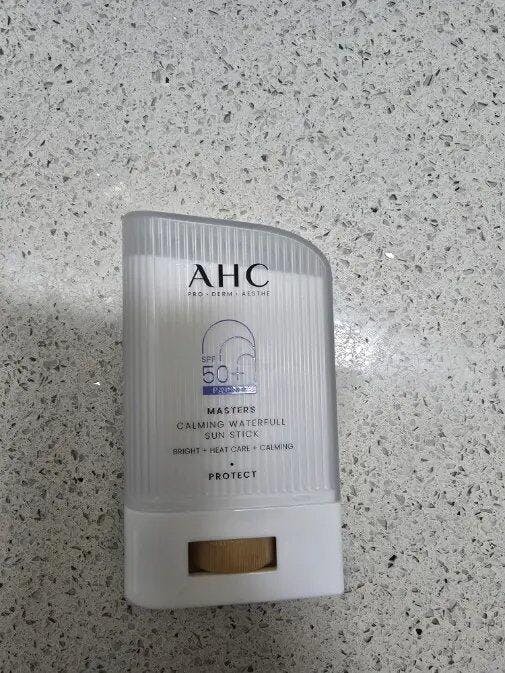 AHC
PRO • DERM • AESTHE
SPF
50+
MASTERS
CALMING WATERFULL
SUN STICK
BRIGHT + HEAT CARE + CALMING
•
PROTECT